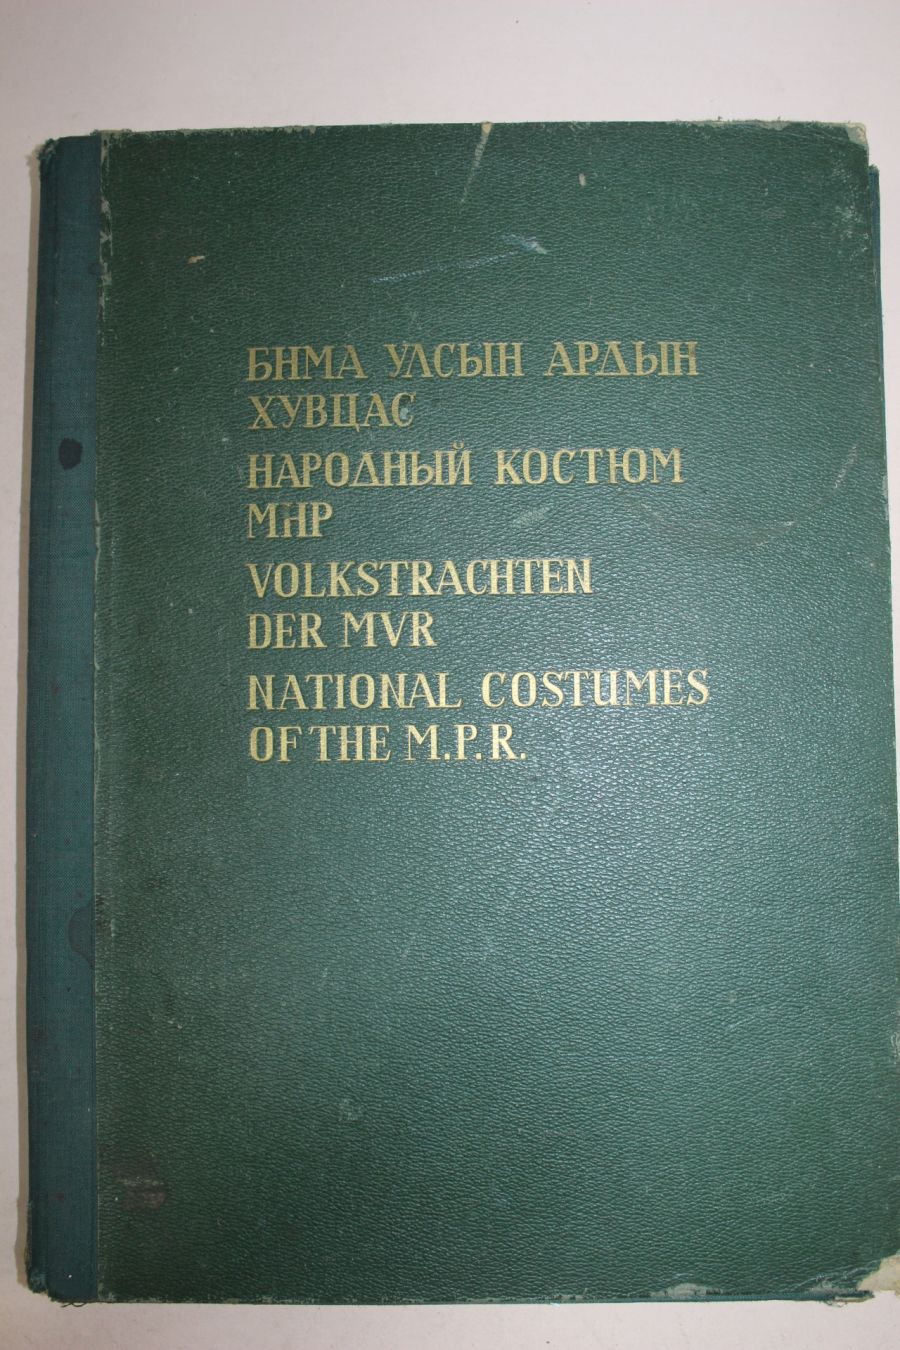 БНМА УЛСЫН АРДЫН
ХУВЦАС
НАРОДНЫЙ КОСТЮМ
МНР
VOLKSTRACHTEN
DER MVR
NATIONAL COSTUMES
OF THE M.P.R.